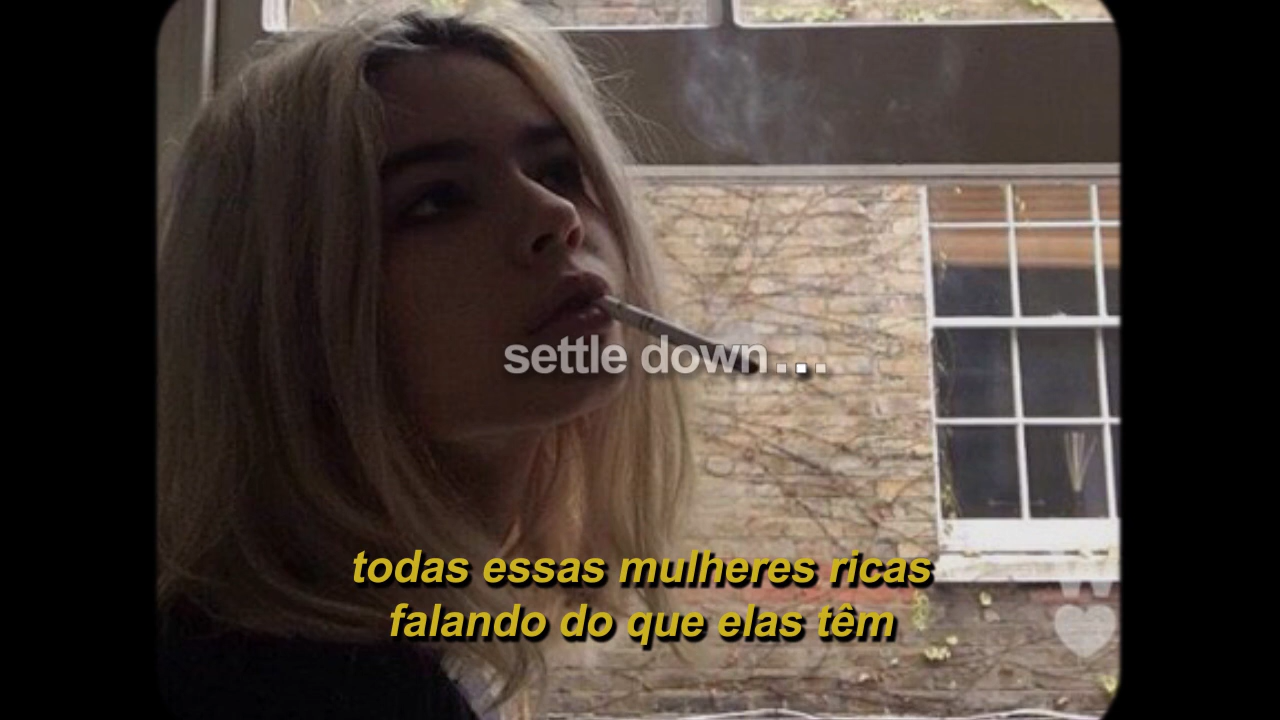 settle down...
todas essas mulheres ricas
falando do que elas têm